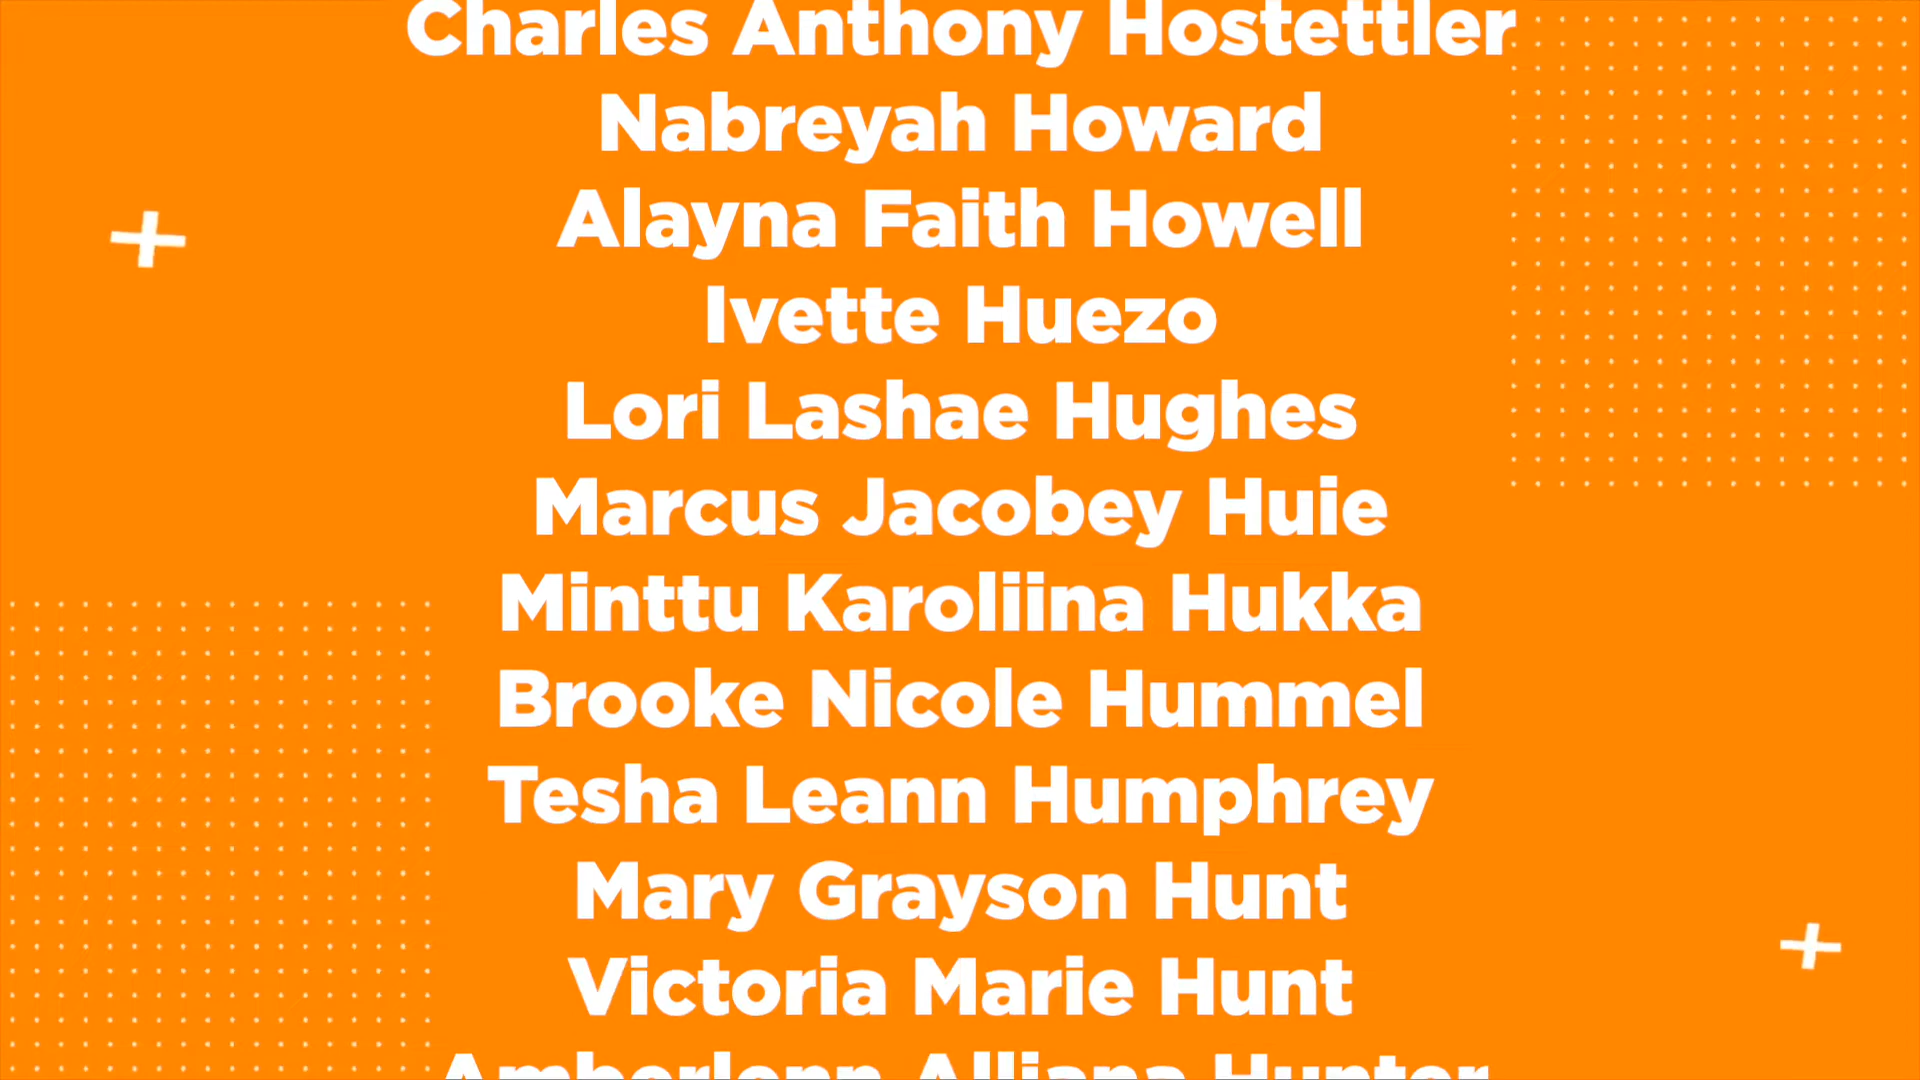 Charles Anthony Hostettler
Nabreyah Howard
Alayna Faith Howell
Ivette Huezo
Lori Lashae Hughes
Marcus Jacobey Huie
Minttu Karoliina Hukka
Brooke Nicole Hummel
Tesha Leann Humphrey
Mary Grayson Hunt
Victoria Marie Hunt
Hunter